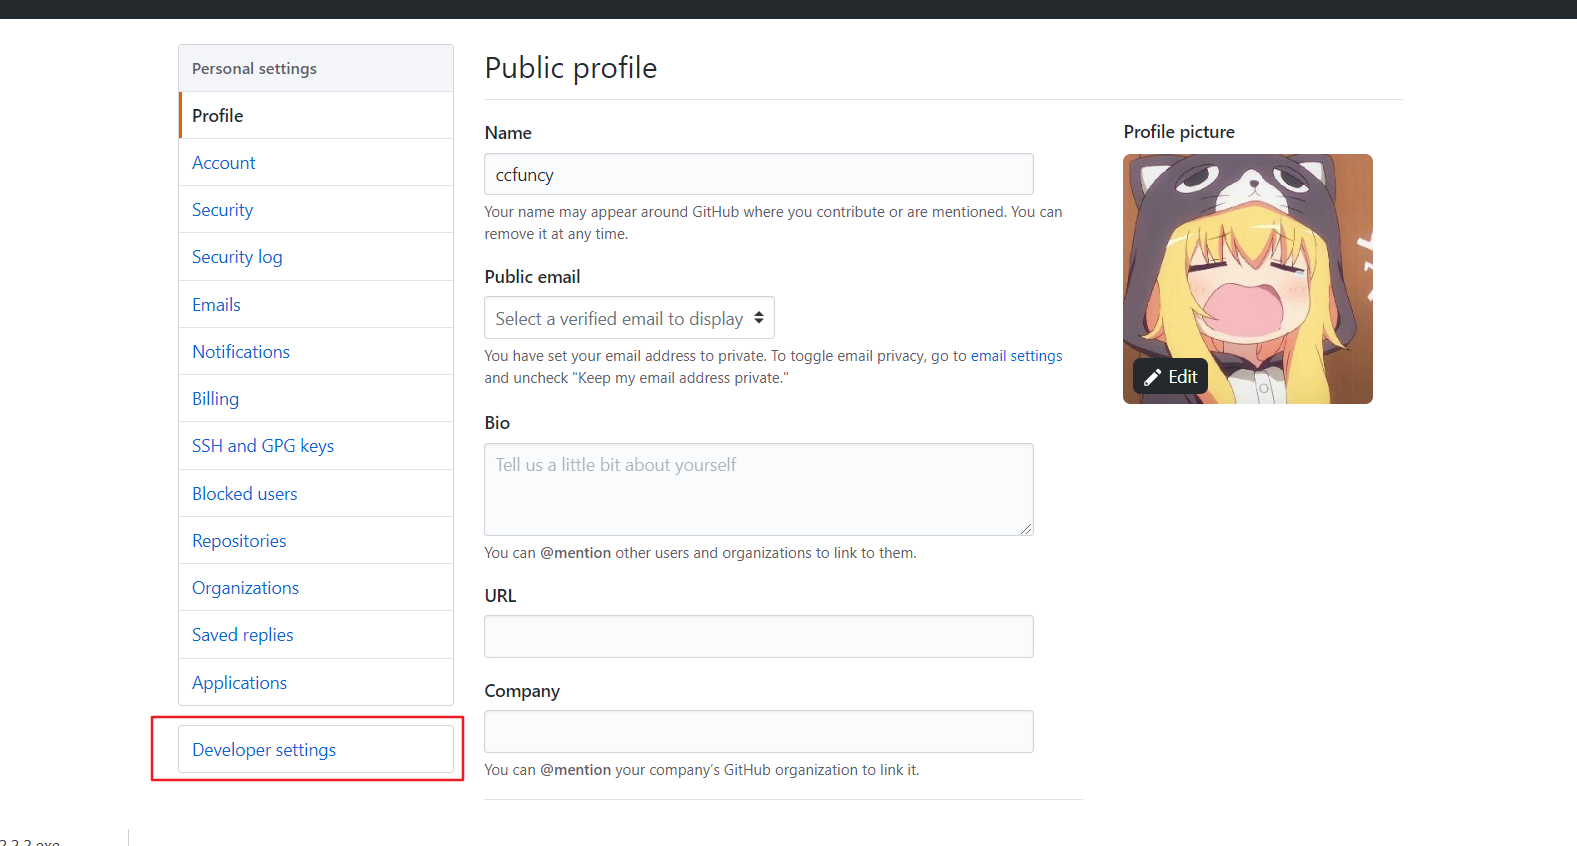 Personal settings
Profile
Account
Security
Security log
Emails
Notifications
Billing
SSH and GPG keys
Blocked users
Repositories
Organizations
Saved replies
Applications
Developer settings
Public profile
Name
ccfuncy
Your name may appear around GitHub where you contribute or are mentioned. You can
remove it at any time.
Public email
Select a verified email to display
You have set your email address to private. To toggle email privacy, go to email settings
and uncheck "Keep my email address private."
Bio
Tell us a little bit about yourself
You can @mention other users and organizations to link to them.
URL
Company
You can @mention your company's GitHub organization to link it.
Profile picture
Edit